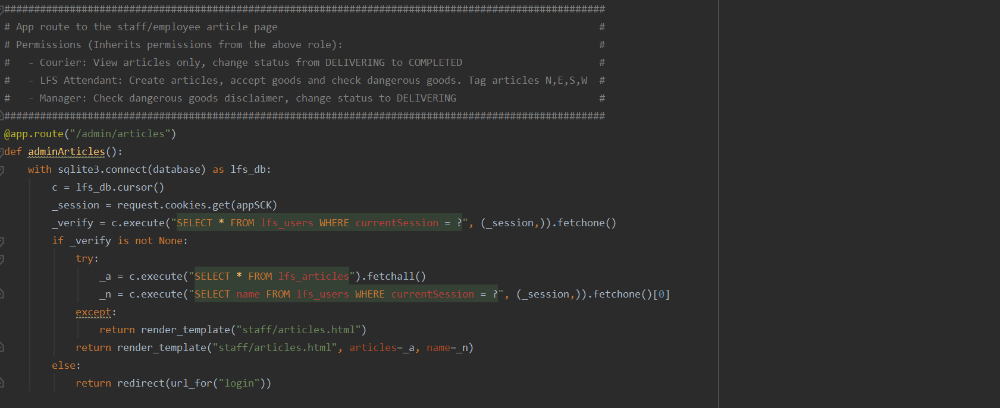 #####################################################################################################
# App route to the staff/employee article page                                                      #
# Permissions (Inherits permissions from the above role):                                           #
#   - Courier: View articles only, change status from DELIVERING to COMPLETED                       #
#   - LFS Attendant: Create articles, accept goods and check dangerous goods. Tag articles N,E,S,W  #
#   - Manager: Check dangerous goods disclaimer, change status to DELIVERING                        #
#####################################################################################################
@app.route("/admin/articles")
def adminArticles():
    with sqlite3.connect(database) as lfs_db:
        c = lfs_db.cursor()
        _session = request.cookies.get(appSCK)
        _verify = c.execute("SELECT * FROM lfs_users WHERE currentSession = ?", (_session,)).fetchone()
        if _verify is not None:
            try:
                _a = c.execute("SELECT * FROM lfs_articles").fetchall()
                _n = c.execute("SELECT name FROM lfs_users WHERE currentSession = ?", (_session,)).fetchone()[0]
            except:
                return render_template("staff/articles.html")
            return render_template("staff/articles.html", articles=_a, name=_n)
        else:
            return redirect(url_for("login"))